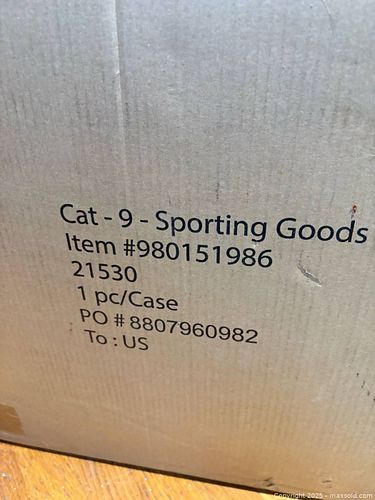 Cat - 9 - Sporting Goods
Item #980151986
21530
1 pc/Case
PO # 8807960982
To : US
Copyright 2025 - maxsold.com